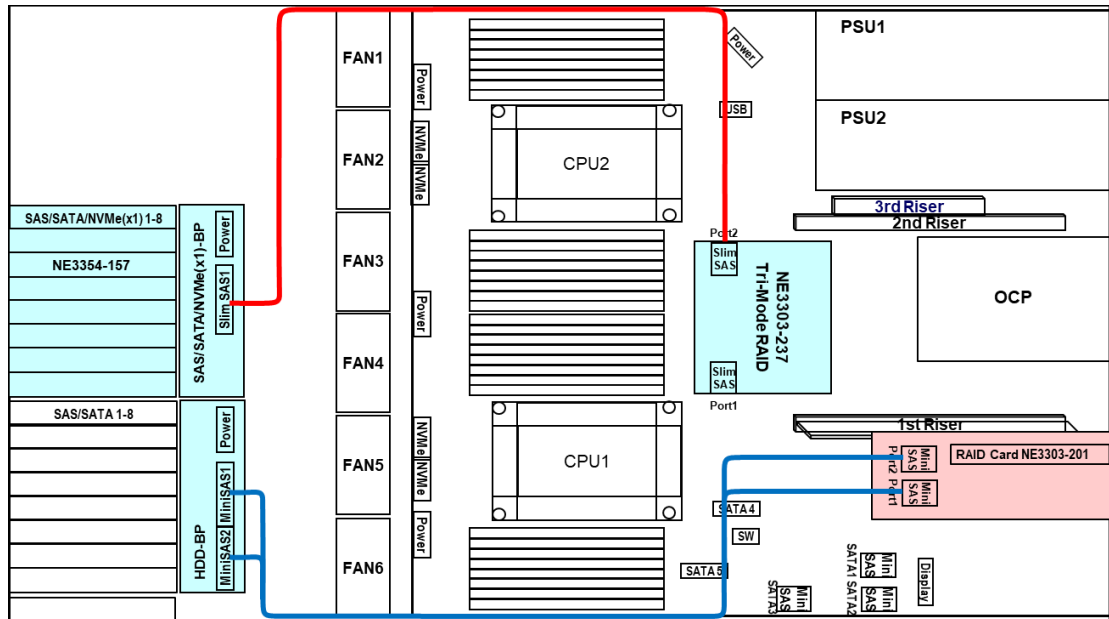 FAN1
FAN2
FAN3
FAN4
FAN5
FAN6
Power
NVMe
NVMe
Power
NVMe
NVMe
Power
CPU2
CPU1
Power
USB
PSU1
PSU2
3rd Riser
2nd Riser
OCP
1st Riser
Port2
Slim
SAS
NE3303-237
Tri-Mode RAID
Slim
SAS
Port1
RAID Card NE3303-201
Port2
Mini
SAS
Port1
Mini
SAS
SATA4
SW
SATA5
SATA1
Mini
SAS
SATA2
Mini
SAS
SATA3
Mini
SAS
Display
SAS/SATA/NVMe(x1) 1-8
NE3354-157
SAS/SATA/NVMe(x1)-BP
Power
SlimSAS1
SAS/SATA 1-8
HDD-BP
Power
MiniSAS1
MiniSAS2